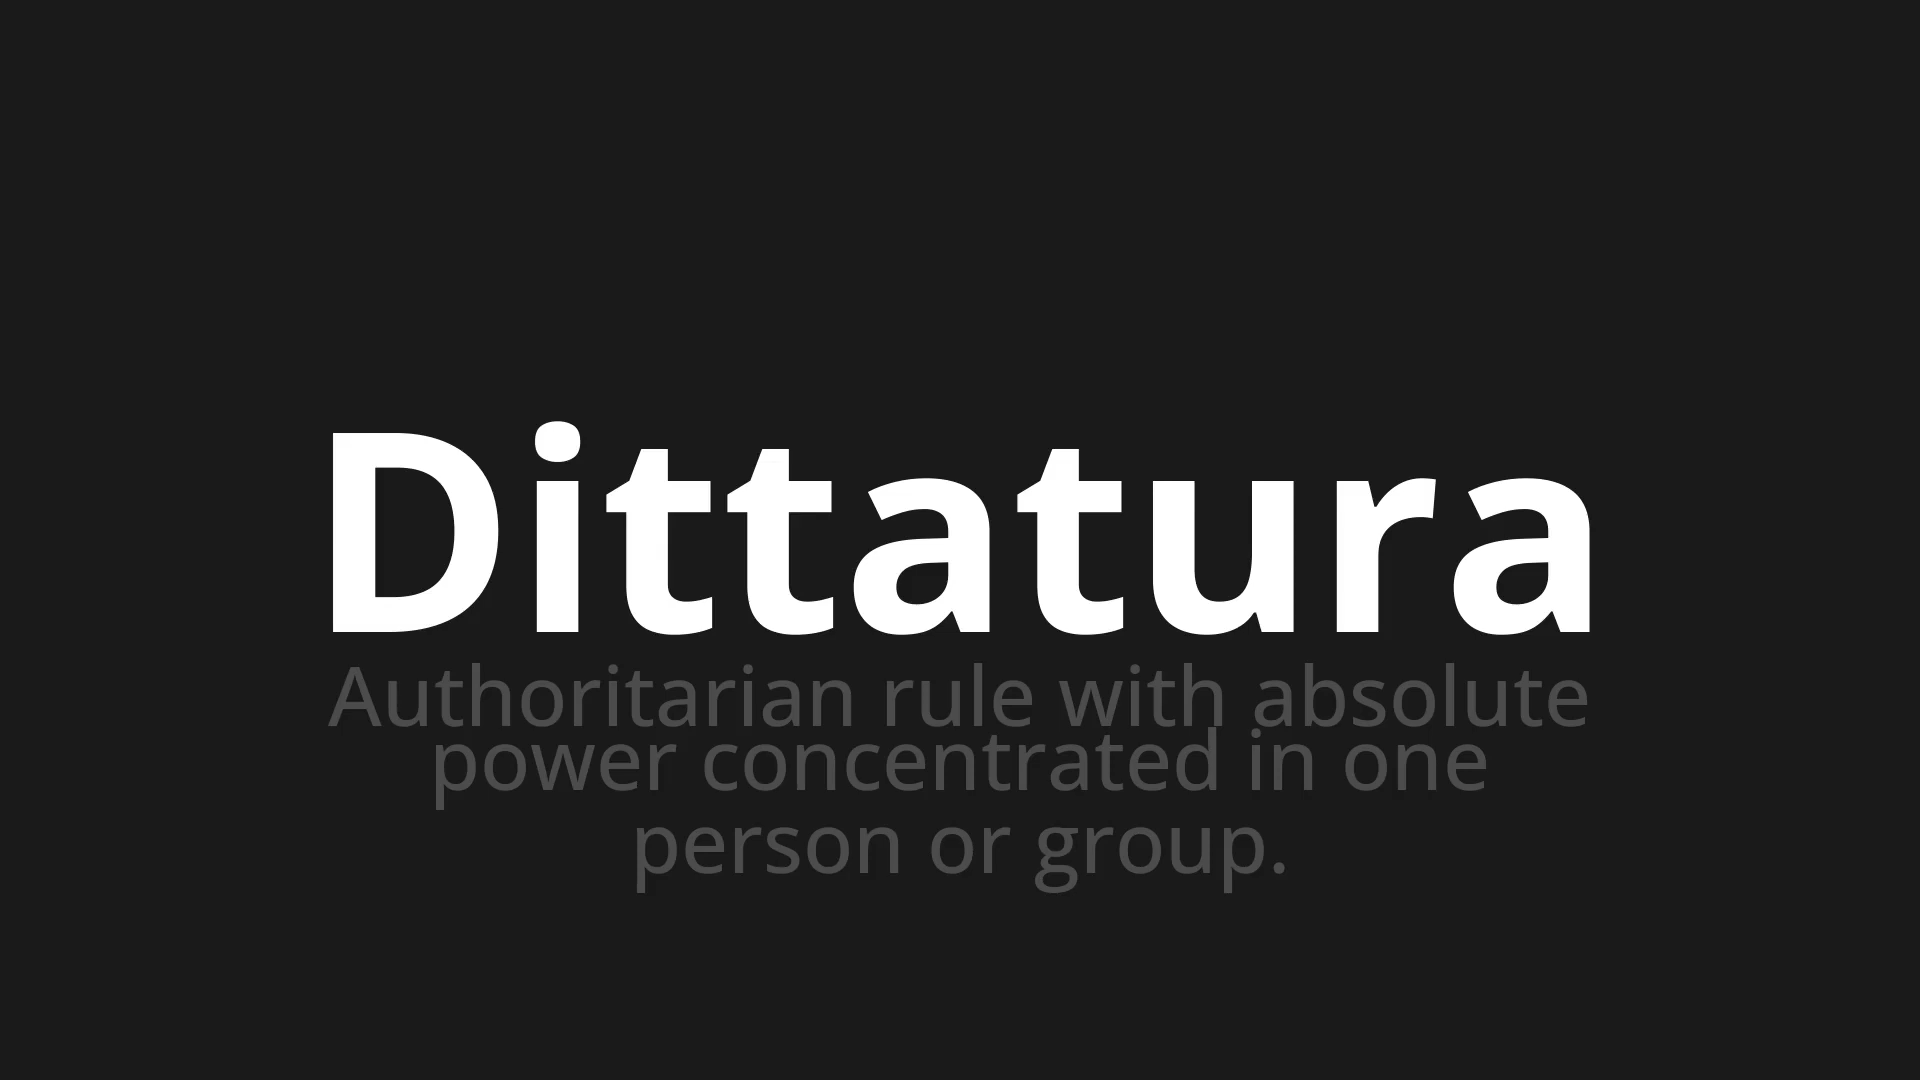 Dittatura
Authoritarian rule with absolute
power concentrated in one
person or group.